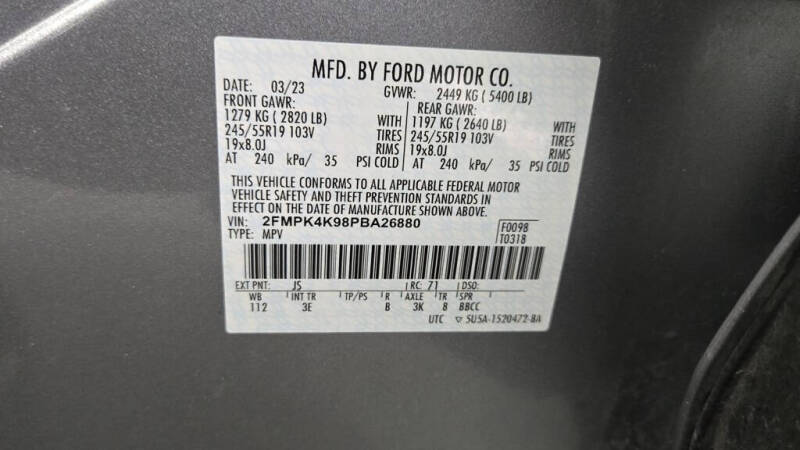 MFD. BY FORD MOTOR CO.
DATE: 03/23 GVWR: 2449 KG ( 5400 LB)
FRONT GAWR: REAR GAWR:
1279 KG ( 2820 LB) WITH 1197 KG ( 2640 LB) WITH
245/55R19 103V TIRES 245/55R19 103V TIRES
19x8.0J RIMS 19x8.0J RIMS
AT 240 kPa/ 35 PSI COLD AT 240 kPa/ 35 PSI COLD
THIS VEHICLE CONFORMS TO ALL APPLICABLE FEDERAL MOTOR
VEHICLE SAFETY AND THEFT PREVENTION STANDARDS IN
EFFECT ON THE DATE OF MANUFACTURE SHOWN ABOVE.
VIN: 2FMPK4K98PBA26880 F0098
TYPE: MPV T0318
EXT PNT: JS RC: 71 DSO:
WB INT TR TP/PS R AXLE TR SPR
112 3E B 3K 8 BBCC
UTC ▽ 5U5A-1520472-BA